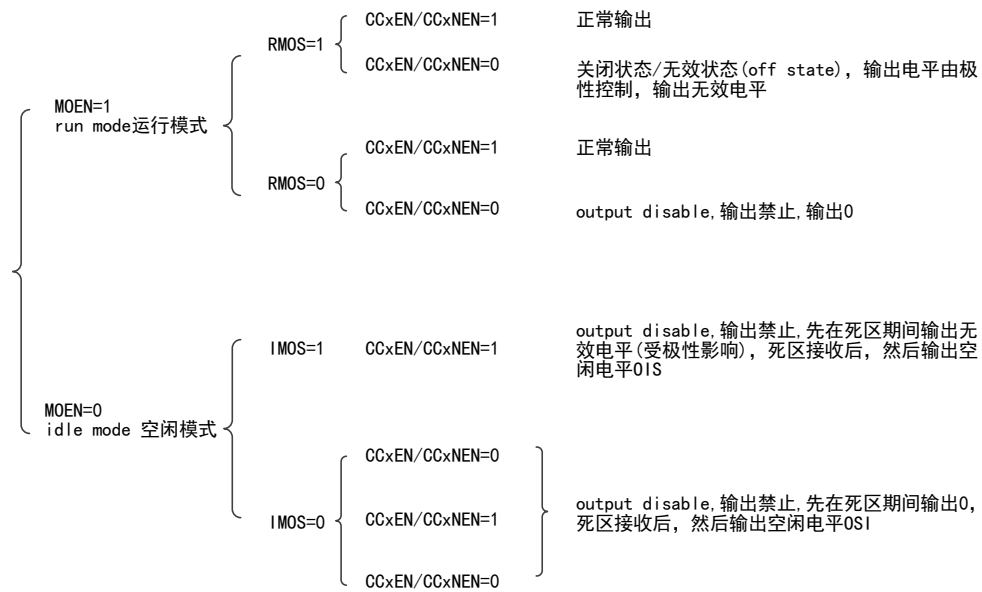 CCxEN/CCxNEN=1 正常输出
RMOS=1
CCxEN/CCxNEN=0 关闭状态/无效状态(off state), 输出电平由极
性控制, 输出无效电平
MOEN=1
run mode运行模式
CCxEN/CCxNEN=1 正常输出
RMOS=0
CCxEN/CCxNEN=0 output disable,输出禁止,输出0
output disable,输出禁止,先在死区期间输出无
IMOS=1 CCxEN/CCxNEN=1 效电平(受极性影响), 死区接收后, 然后输出空
闲电平OIS
MOEN=0
idle mode 空闲模式
CCxEN/CCxNEN=0
output disable,输出禁止,先在死区期间输出0,
IMOS=0 CCxEN/CCxNEN=1 死区接收后, 然后输出空闲电平OSI
CCxEN/CCxNEN=0